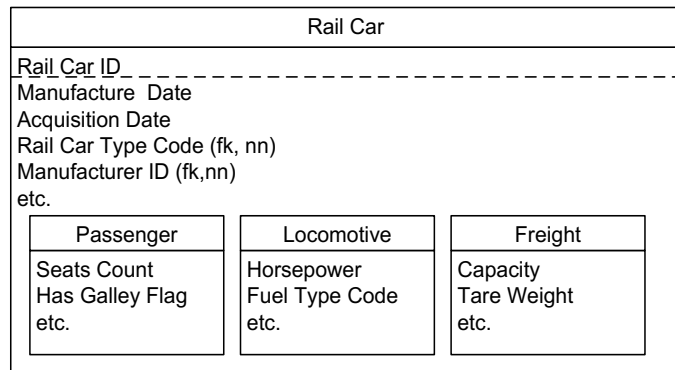 Rail Car
Rail Car ID
Manufacture Date
Acquisition Date
Rail Car Type Code (fk, nn)
Manufacturer ID (fk,nn)
etc.
Passenger
Seats Count
Has Galley Flag
etc.
Locomotive
Horsepower
Fuel Type Code
etc.
Freight
Capacity
Tare Weight
etc.